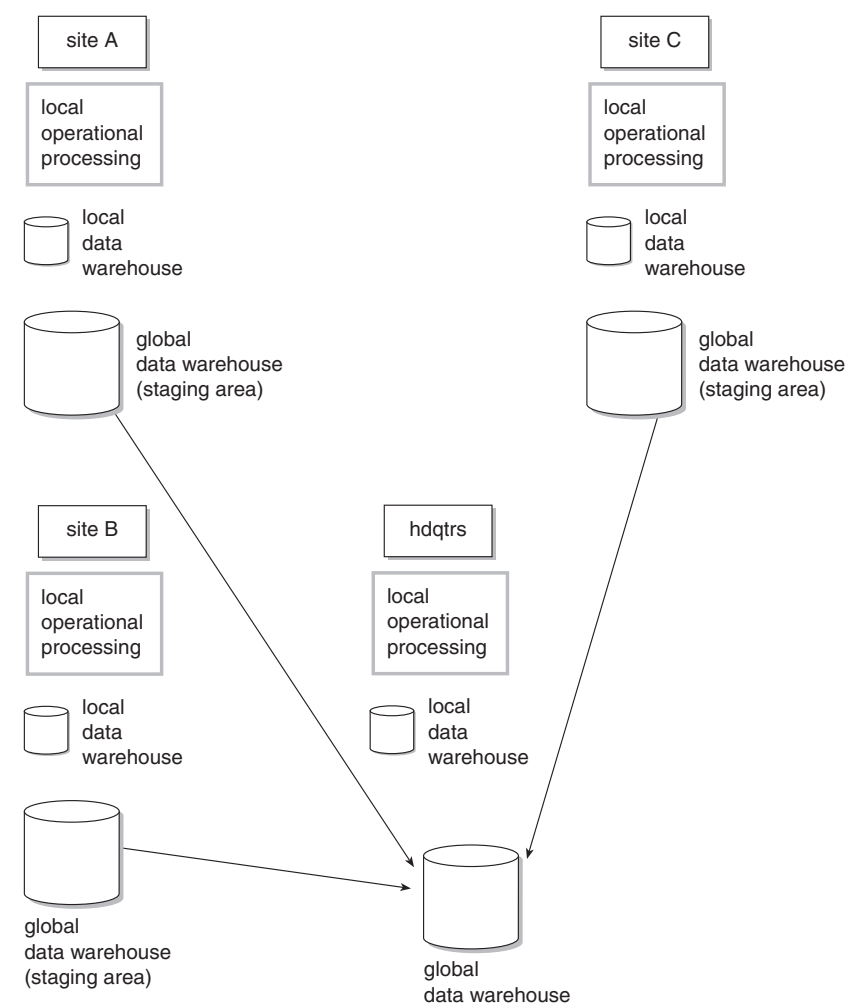 site A
local
operational
processing
local
data
warehouse
global
data warehouse
(staging area)
site C
local
operational
processing
local
data
warehouse
global
data warehouse
(staging area)
site B
local
operational
processing
local
data
warehouse
global
data warehouse
(staging area)
hdqtrs
local
operational
processing
local
data
warehouse
global
data warehouse